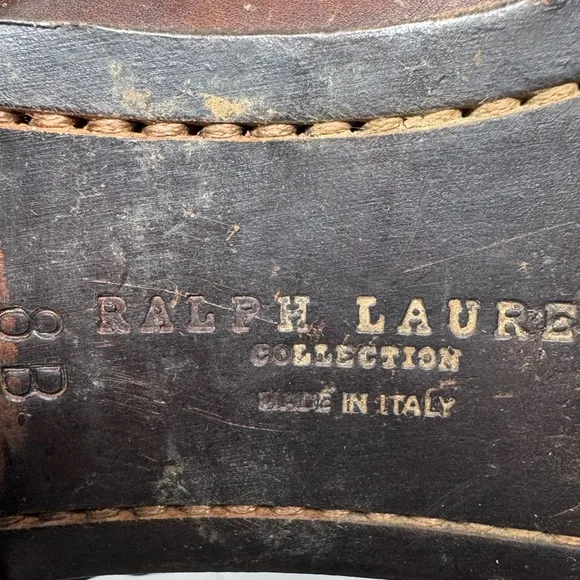 8B
RALPH LAURE
COLLECTION
MADE IN ITALY